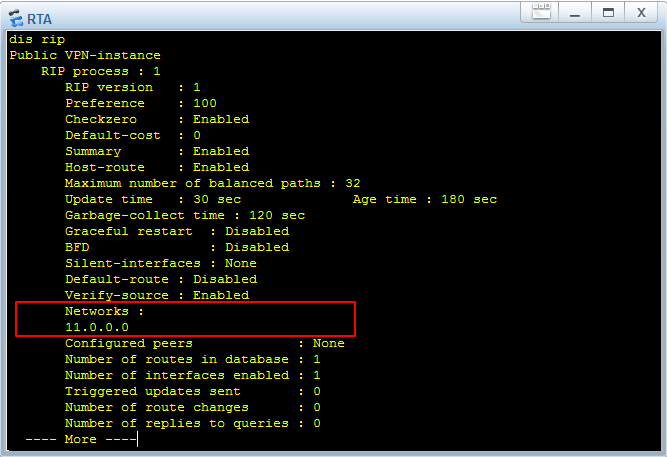 RTA
dis rip
Public VPN-instance
RIP process : 1
RIP version   : 1
Preference    : 100
Checkzero     : Enabled
Default-cost  : 0
Summary       : Enabled
Host-route    : Enabled
Maximum number of balanced paths : 32
Update time   : 30 sec              Age time : 180 sec
Garbage-collect time : 120 sec
Graceful restart  : Disabled
BFD               : Disabled
Silent-interfaces : None
Default-route : Disabled
Verify-source : Enabled
Networks :
11.0.0.0
Configured peers             : None
Number of routes in database : 1
Number of interfaces enabled : 1
Triggered updates sent       : 0
Number of route changes      : 0
Number of replies to queries : 0
---- More ----